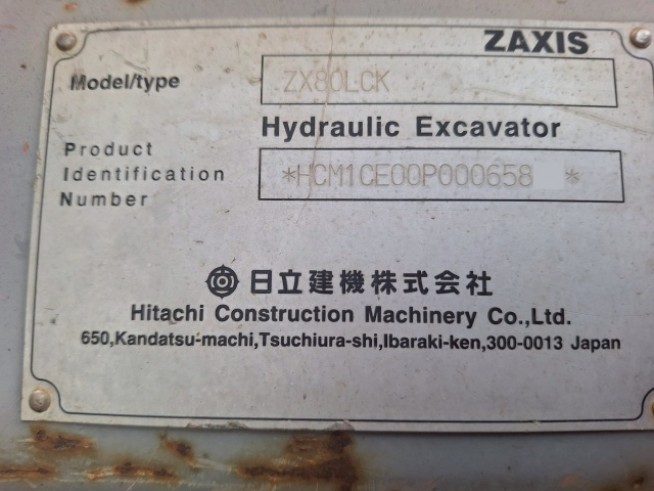 ZAXIS
Model/type ZX80LCK
Hydraulic Excavator
Product
Identification
Number
*HCM1CE00P000658 *
日立建機株式会社
Hitachi Construction Machinery Co.,Ltd.
650,Kandatsu-machi,Tsuchiura-shi,Ibaraki-ken,300-0013 Japan